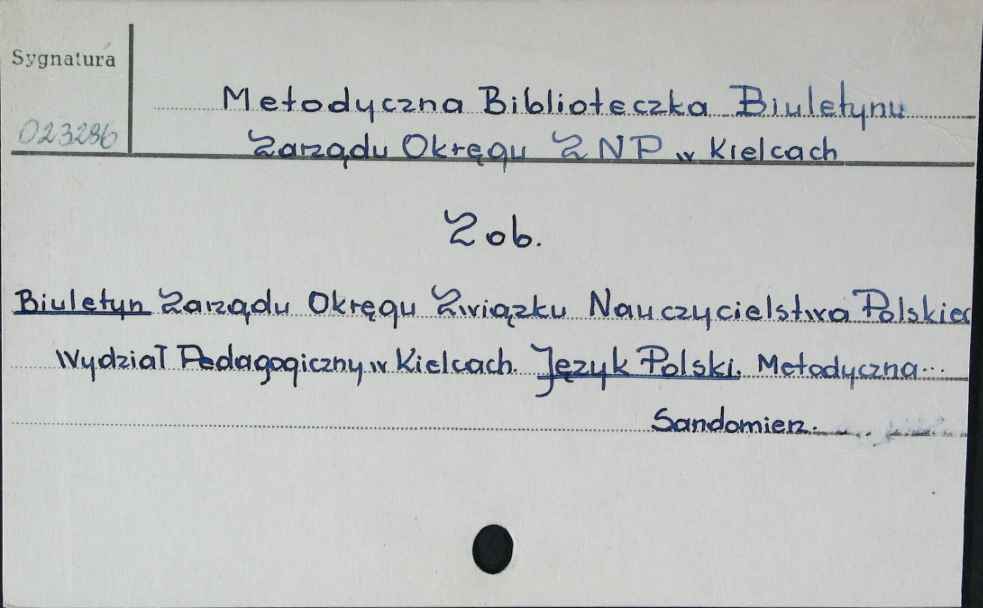 Sygnatura
023286
Metodyczna Biblioteczka Biuletynu
Zarządu Okręgu ZNP w Kielcach
Zob.
Biuletyn Zarządu Okręgu Związku Nauczycielstwa Polskieg
Wydział Pedagogiczny w Kielcach. Język Polski. Metodyczna...
Sandomierz.